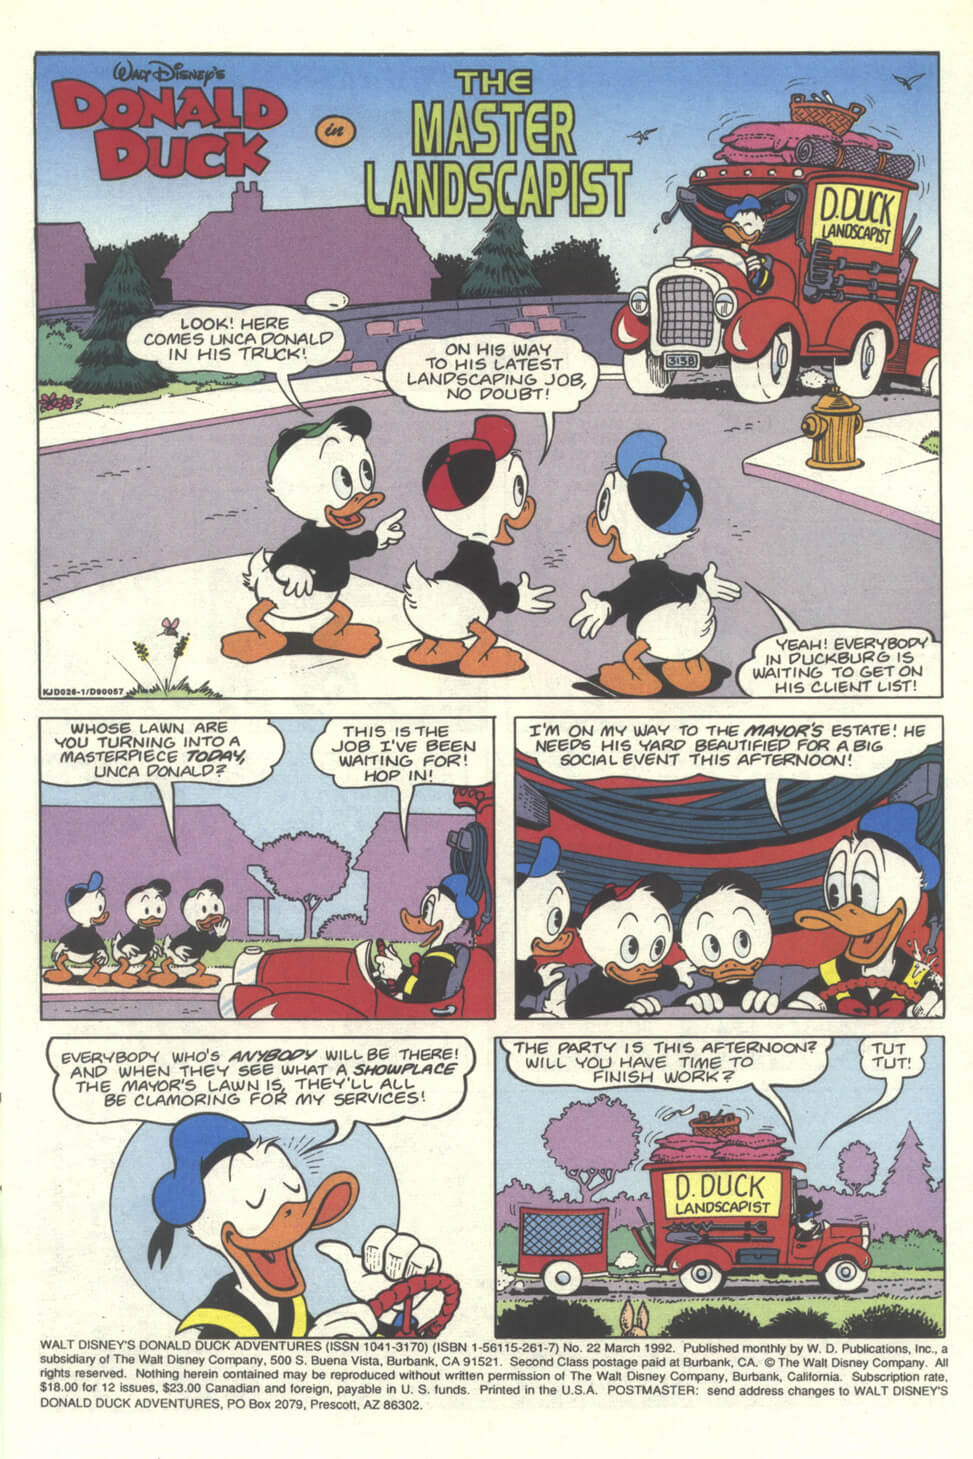 WALT DISNEY'S
DONALD
DUCK
in
THE
MASTER
LANDSCAPIST
D.DUCK
LANDSCAPIST
3138
LOOK! HERE
COMES UNCA DONALD
IN HIS TRUCK!
ON HIS WAY
TO HIS LATEST
LANDSCAPING JOB,
NO DOUBT!
YEAH! EVERYBODY
IN DUCKBURG IS
WAITING TO GET ON
HIS CLIENT LIST!
KJD026-1/D90057
WHOSE LAWN ARE
YOU TURNING INTO A
MASTERPIECE TODAY,
UNCA DONALD?
THIS IS THE
JOB I'VE BEEN
WAITING FOR!
HOP IN!
I'M ON MY WAY TO THE MAYOR'S ESTATE! HE
NEEDS HIS YARD BEAUTIFIED FOR A BIG
SOCIAL EVENT THIS AFTERNOON!
EVERYBODY WHO'S ANYBODY WILL BE THERE!
AND WHEN THEY SEE WHAT A SHOWPLACE
THE MAYOR'S LAWN IS, THEY'LL ALL
BE CLAMORING FOR MY SERVICES!
THE PARTY IS THIS AFTERNOON?
WILL YOU HAVE TIME TO
FINISH WORK?
TUT
TUT!
D.DUCK
LANDSCAPIST
WALT DISNEY'S DONALD DUCK ADVENTURES (ISSN 1041-3170) (ISBN 1-56115-261-7) No. 22 March 1992. Published monthly by W. D. Publications, Inc., a
subsidiary of The Walt Disney Company, 500 S. Buena Vista, Burbank, CA 91521. Second Class postage paid at Burbank, CA. © The Walt Disney Company. All
rights reserved. Nothing herein contained may be reproduced without written permission of The Walt Disney Company, Burbank, California. Subscription rate,
$18.00 for 12 issues, $23.00 Canadian and foreign, payable in U. S. funds. Printed in the U.S.A. POSTMASTER: send address changes to WALT DISNEY'S
DONALD DUCK ADVENTURES, PO Box 2079, Prescott, AZ 86302.